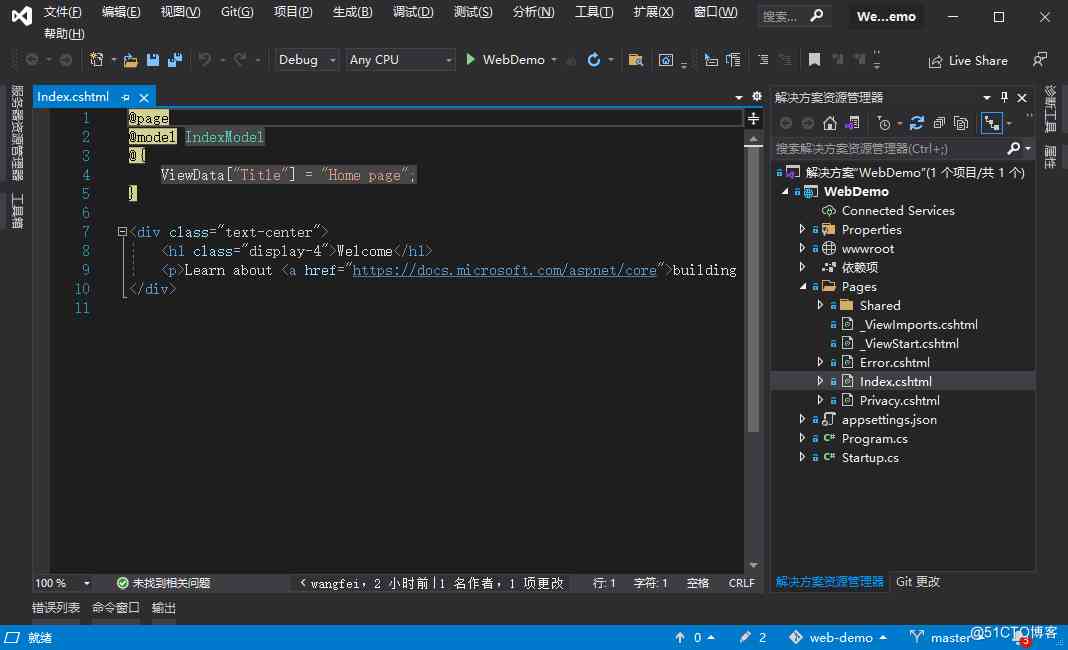 文件(F) 编辑(E) 视图(V) Git(G) 项目(P) 生成(B) 调试(D) 测试(S) 分析(N) 工具(T) 扩展(X) 窗口(W) 搜索... We...emo
帮助(H)
Debug Any CPU WebDemo Live Share
服务器资源管理器
工具箱
Index.cshtml
1 @page
2 @model IndexModel
3 @{
4 ViewData["Title"] = "Home page";
5 }
6
7 <div class="text-center">
8 <h1 class="display-4">Welcome</h1>
9 <p>Learn about <a href="https://docs.microsoft.com/aspnet/core">building
10 </div>
11
100 % 未找到相关问题 wangfei，2 小时前|1 名作者，1 项更改 行: 1 字符: 1 空格 CRLF
解决方案资源管理器
搜索解决方案资源管理器(Ctrl+;)
解决方案"WebDemo"(1 个项目/共 1 个)
WebDemo
Connected Services
Properties
wwwroot
依赖项
Pages
Shared
_ViewImports.cshtml
_ViewStart.cshtml
Error.cshtml
Index.cshtml
Privacy.cshtml
appsettings.json
C# Program.cs
C# Startup.cs
解决方案资源管理器 Git 更改
诊断工具
属性
错误列表 命令窗口 输出
就绪 0 2 web-demo master 3
@51CTO博客